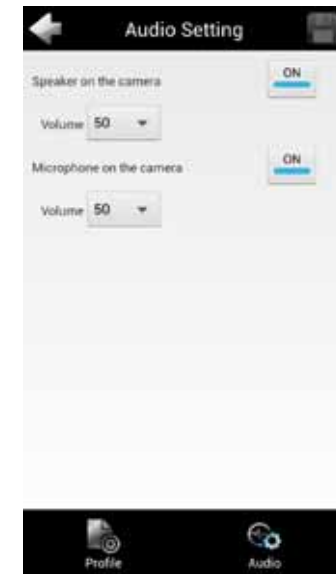 Audio Setting
Speaker on the camera
ON
Volume 50
Microphone on the camera
ON
Volume 50
Profile
Audio